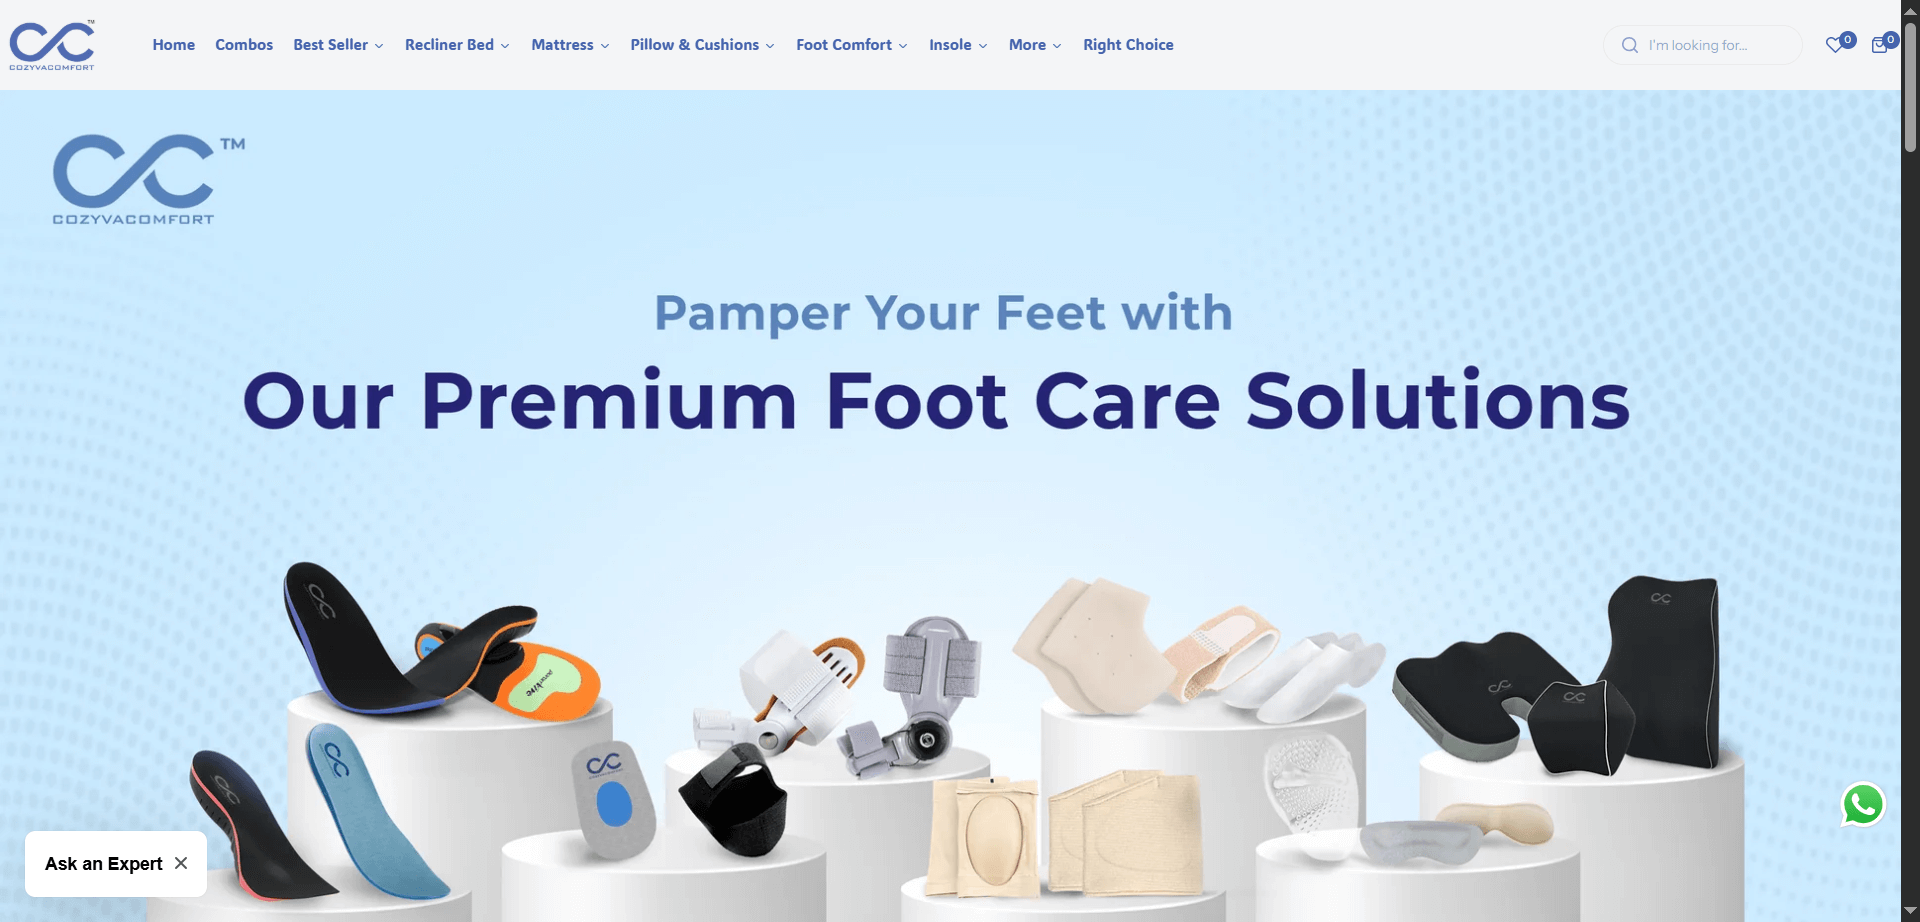 TM
COZYVACOMFORT
Home Combos Best Seller Recliner Bed Mattress Pillow & Cushions Foot Comfort Insole More Right Choice
I'm looking for...
0
0
TM
COZYVACOMFORT
Pamper Your Feet with
Our Premium Foot Care Solutions
Ask an Expert